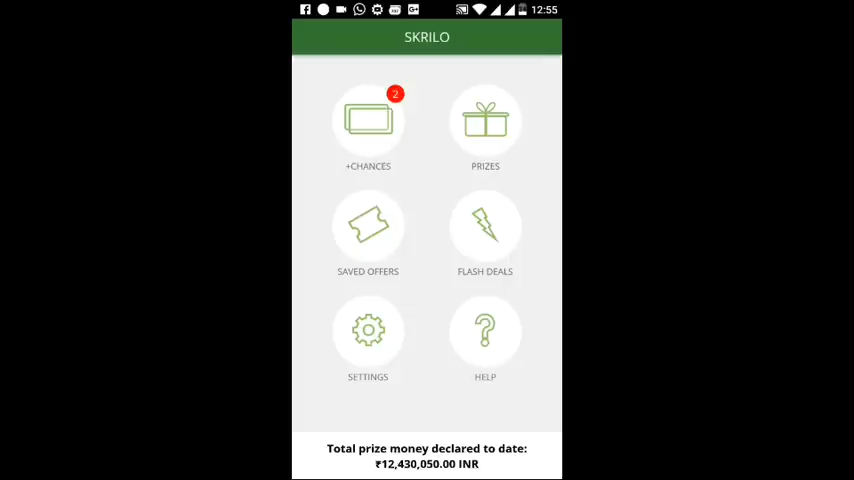 12:55
SKRILO
2
+CHANCES
PRIZES
SAVED OFFERS
FLASH DEALS
SETTINGS
HELP
Total prize money declared to date:
₹12,430,050.00 INR